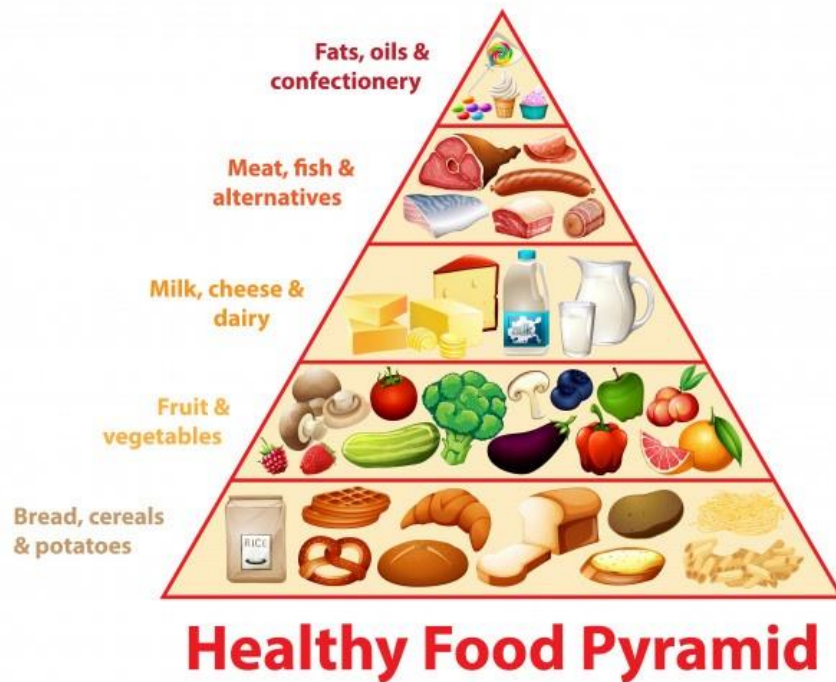 Fats, oils &
confectionery
Meat, fish &
alternatives
Milk, cheese &
dairy
milk
Fruit &
vegetables
Bread, cereals
& potatoes
RICE
Healthy Food Pyramid